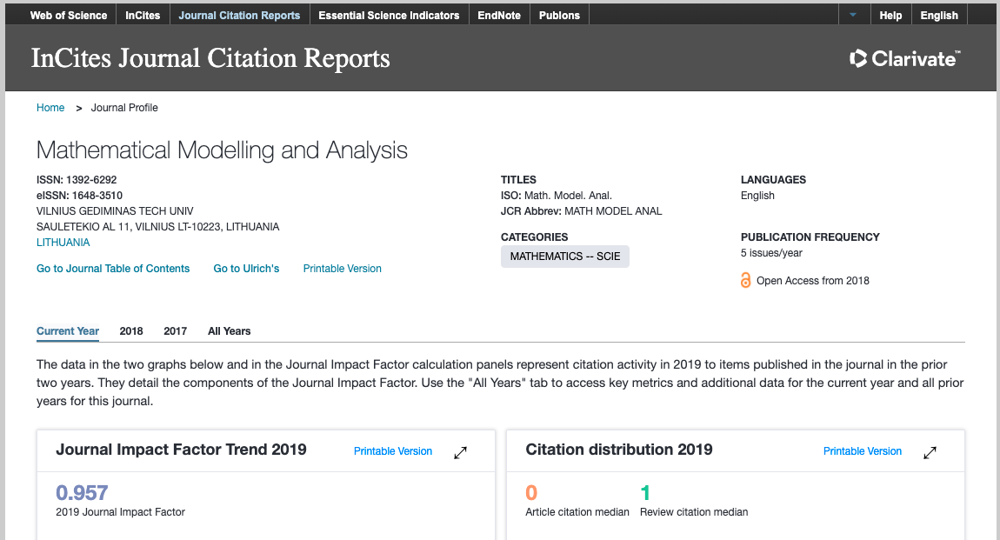 Web of Science InCites Journal Citation Reports Essential Science Indicators EndNote Publons Help English
InCites Journal Citation Reports
Clarivate™
Home > Journal Profile
Mathematical Modelling and Analysis
ISSN: 1392-6292
eISSN: 1648-3510
VILNIUS GEDIMINAS TECH UNIV
SAULETEKIO AL 11, VILNIUS LT-10223, LITHUANIA
LITHUANIA
Go to Journal Table of Contents Go to Ulrich's Printable Version
TITLES
ISO: Math. Model. Anal.
JCR Abbrev: MATH MODEL ANAL
CATEGORIES
MATHEMATICS -- SCIE
LANGUAGES
English
PUBLICATION FREQUENCY
5 issues/year
Open Access from 2018
Current Year 2018 2017 All Years
The data in the two graphs below and in the Journal Impact Factor calculation panels represent citation activity in 2019 to items published in the journal in the prior
two years. They detail the components of the Journal Impact Factor. Use the "All Years" tab to access key metrics and additional data for the current year and all prior
years for this journal.
Journal Impact Factor Trend 2019 Printable Version
0.957
2019 Journal Impact Factor
Citation distribution 2019 Printable Version
0 1
Article citation median Review citation median